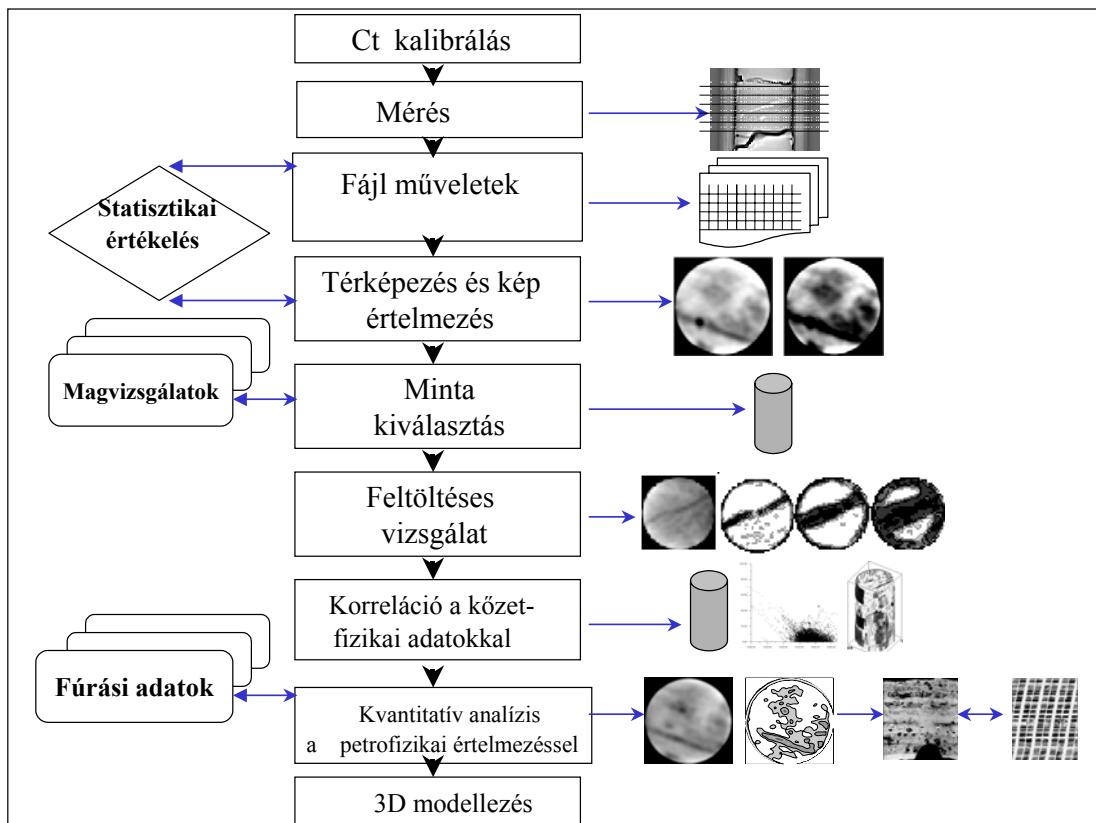 Ct kalibrálás
Mérés
Fájl műveletek
Statisztikai
értékelés
Térképezés és kép
értelmezés
Magvizsgálatok
Minta
kiválasztás
Feltöltéses
vizsgálat
Korreláció a kőzet-
fizikai adatokkal
Fúrási adatok
Kvantitatív analízis
a petrofizikai értelmezéssel
3D modellezés